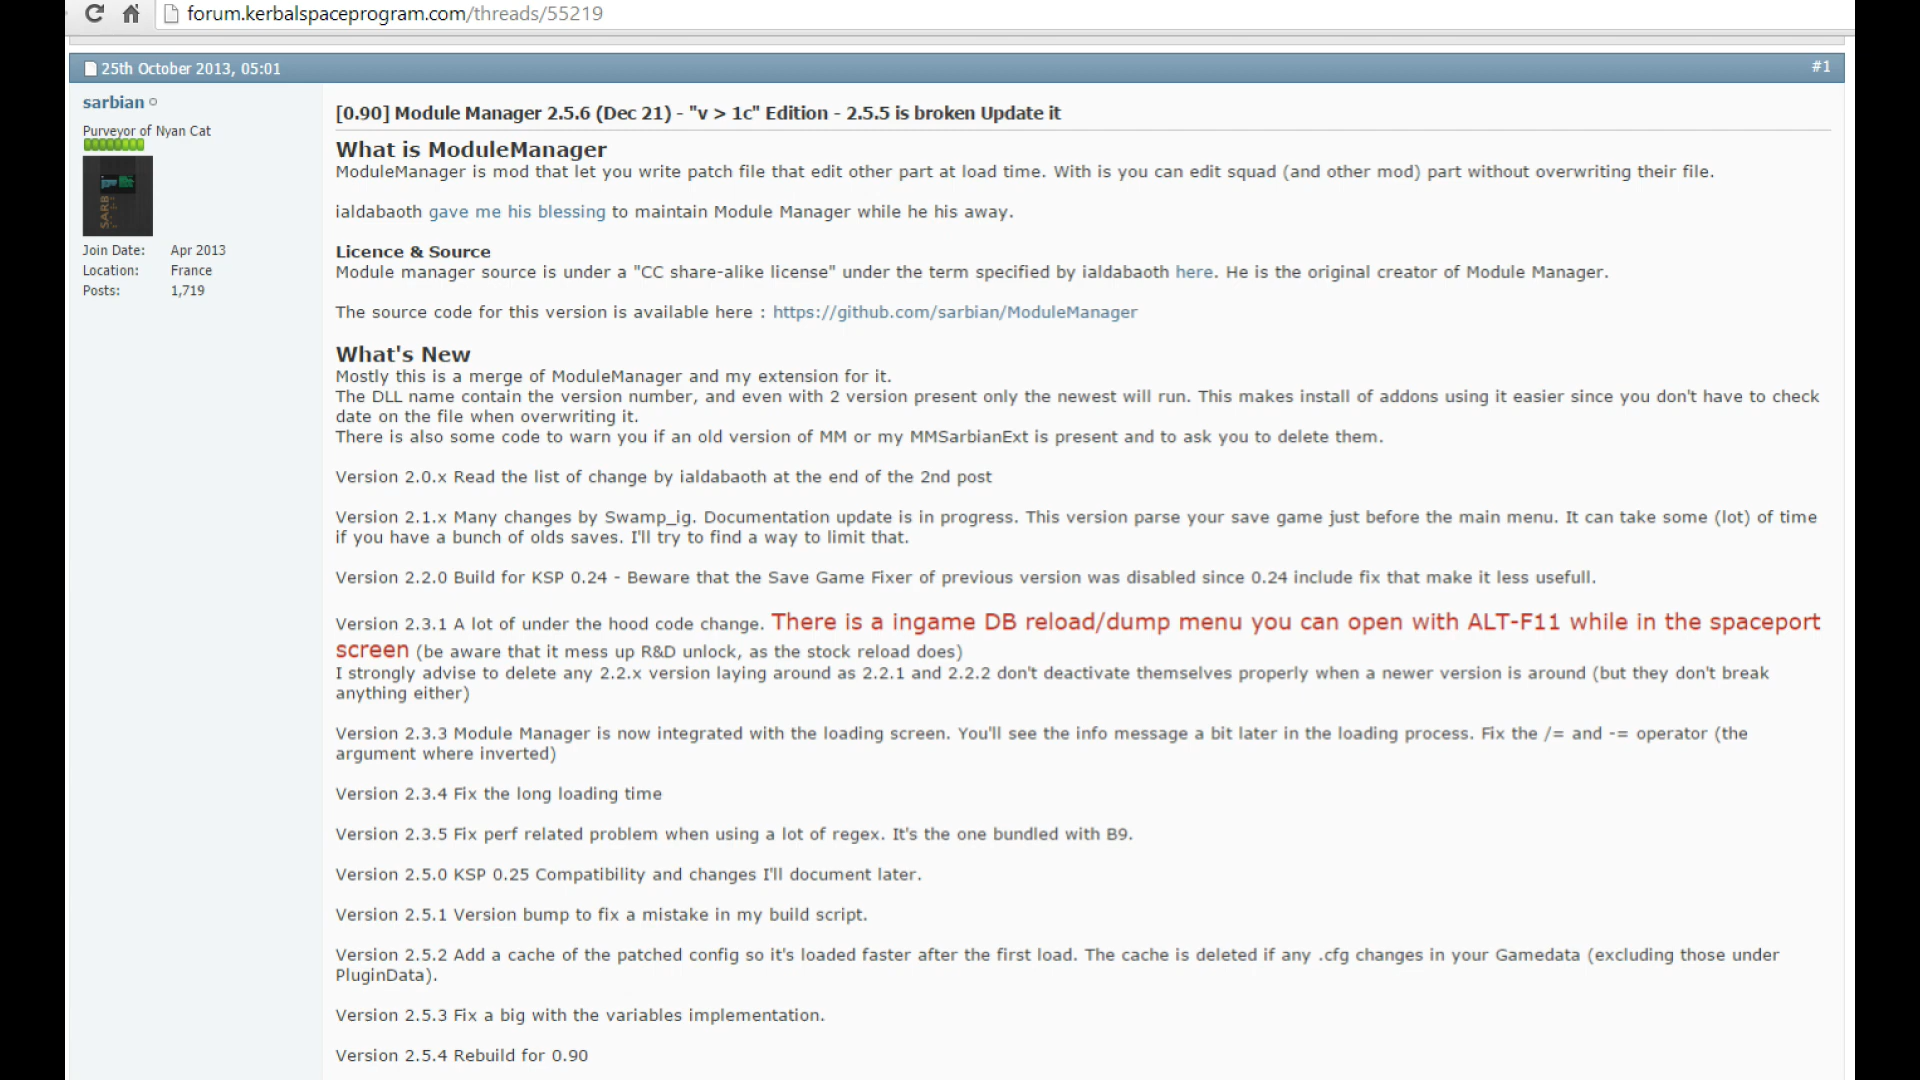 forum.kerbalspaceprogram.com/threads/55219
25th October 2013, 05:01
#1
sarbian
Purveyor of Nyan Cat
SARB
Join Date: Apr 2013
Location: France
Posts: 1,719
[0.90] Module Manager 2.5.6 (Dec 21) - "v > 1c" Edition - 2.5.5 is broken Update it
What is ModuleManager
ModuleManager is mod that let you write patch file that edit other part at load time. With is you can edit squad (and other mod) part without overwriting their file.
ialdabaoth gave me his blessing to maintain Module Manager while he his away.
Licence & Source
Module manager source is under a "CC share-alike license" under the term specified by ialdabaoth here. He is the original creator of Module Manager.
The source code for this version is available here : https://github.com/sarbian/ModuleManager
What's New
Mostly this is a merge of ModuleManager and my extension for it.
The DLL name contain the version number, and even with 2 version present only the newest will run. This makes install of addons using it easier since you don't have to check
date on the file when overwriting it.
There is also some code to warn you if an old version of MM or my MMSarbianExt is present and to ask you to delete them.
Version 2.0.x Read the list of change by ialdabaoth at the end of the 2nd post
Version 2.1.x Many changes by Swamp_ig. Documentation update is in progress. This version parse your save game just before the main menu. It can take some (lot) of time
if you have a bunch of olds saves. I'll try to find a way to limit that.
Version 2.2.0 Build for KSP 0.24 - Beware that the Save Game Fixer of previous version was disabled since 0.24 include fix that make it less usefull.
Version 2.3.1 A lot of under the hood code change. There is a ingame DB reload/dump menu you can open with ALT-F11 while in the spaceport
screen (be aware that it mess up R&D unlock, as the stock reload does)
I strongly advise to delete any 2.2.x version laying around as 2.2.1 and 2.2.2 don't deactivate themselves properly when a newer version is around (but they don't break
anything either)
Version 2.3.3 Module Manager is now integrated with the loading screen. You'll see the info message a bit later in the loading process. Fix the /= and -= operator (the
argument where inverted)
Version 2.3.4 Fix the long loading time
Version 2.3.5 Fix perf related problem when using a lot of regex. It's the one bundled with B9.
Version 2.5.0 KSP 0.25 Compatibility and changes I'll document later.
Version 2.5.1 Version bump to fix a mistake in my build script.
Version 2.5.2 Add a cache of the patched config so it's loaded faster after the first load. The cache is deleted if any .cfg changes in your Gamedata (excluding those under
PluginData).
Version 2.5.3 Fix a big with the variables implementation.
Version 2.5.4 Rebuild for 0.90